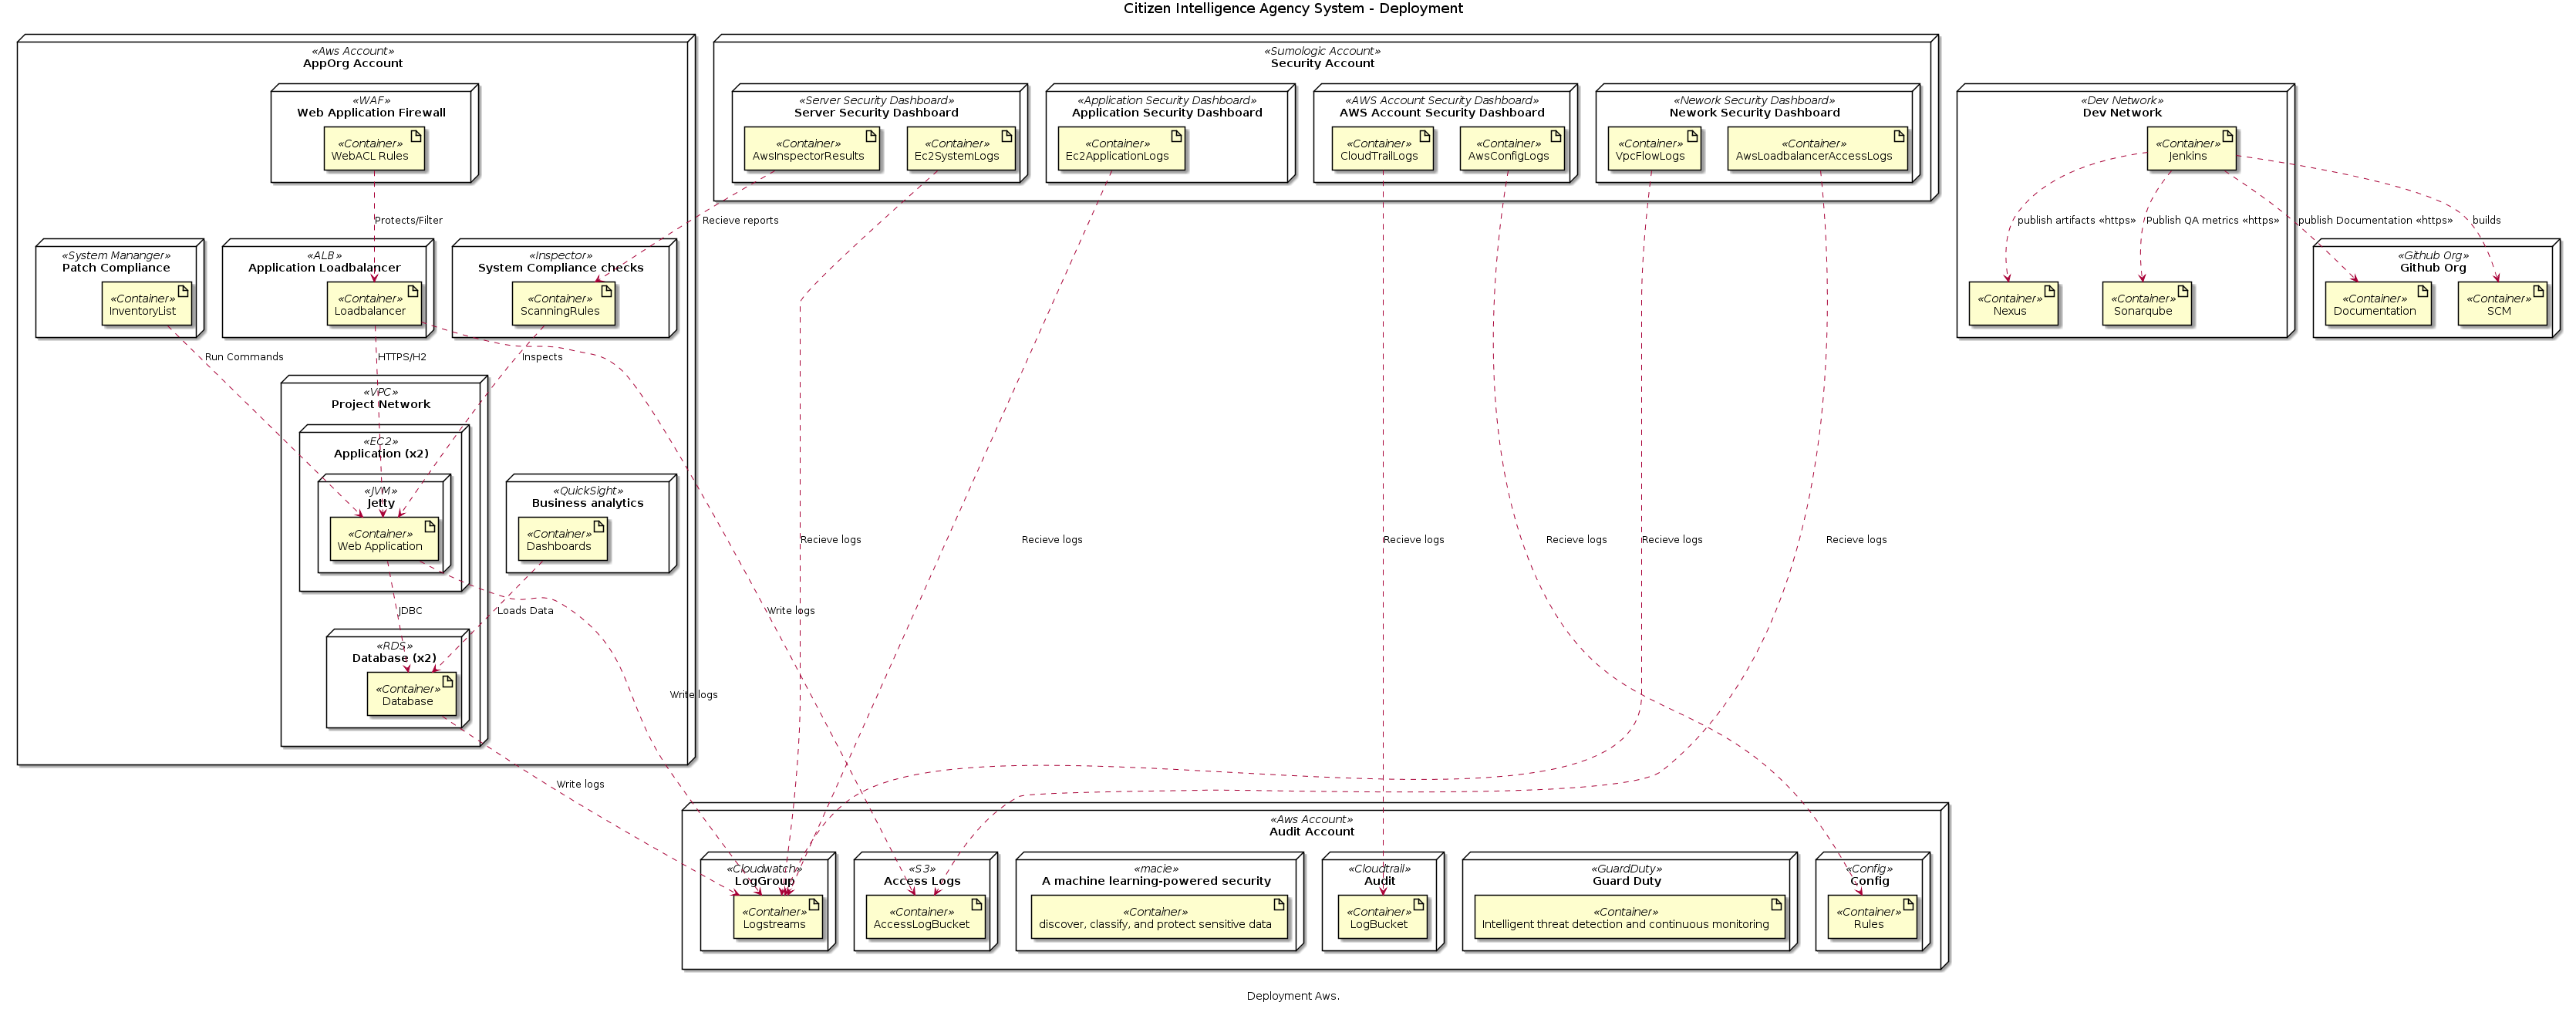 Citizen Intelligence Agency System - Deployment
«Aws Account»
AppOrg Account
«WAF»
Web Application Firewall
«Container»
WebACL Rules
Protects/Filter
«System Mananger»
Patch Compliance
«Container»
InventoryList
«ALB»
Application Loadbalancer
«Container»
Loadbalancer
«Inspector»
System Compliance checks
«Container»
ScanningRules
Run Commands
HTTPS/H2
Inspects
«VPC»
Project Network
«EC2»
Application (x2)
«JVM»
Jetty
«Container»
Web Application
«QuickSight»
Business analytics
«Container»
Dashboards
JDBC
Loads Data
«RDS»
Database (x2)
«Container»
Database
Write logs
Write logs
Write logs
«Sumologic Account»
Security Account
«Server Security Dashboard»
Server Security Dashboard
«Container»
AwsInspectorResults
«Container»
Ec2SystemLogs
«Application Security Dashboard»
Application Security Dashboard
«Container»
Ec2ApplicationLogs
«AWS Account Security Dashboard»
AWS Account Security Dashboard
«Container»
CloudTrailLogs
«Container»
AwsConfigLogs
«Nework Security Dashboard»
Nework Security Dashboard
«Container»
VpcFlowLogs
«Container»
AwsLoadbalancerAccessLogs
Recieve reports
Recieve logs
Recieve logs
Recieve logs
Recieve logs
Recieve logs
Recieve logs
«Dev Network»
Dev Network
«Container»
Jenkins
publish artifacts «https»
Publish QA metrics «https»
publish Documentation «https»
builds
«Container»
Nexus
«Container»
Sonarqube
«Github Org»
Github Org
«Container»
Documentation
«Container»
SCM
«Aws Account»
Audit Account
«Cloudwatch»
LogGroup
«Container»
Logstreams
«S3»
Access Logs
«Container»
AccessLogBucket
«macie»
A machine learning-powered security
«Container»
discover, classify, and protect sensitive data
«Cloudtrail»
Audit
«Container»
LogBucket
«GuardDuty»
Guard Duty
«Container»
Intelligent threat detection and continuous monitoring
«Config»
Config
«Container»
Rules
Deployment Aws.